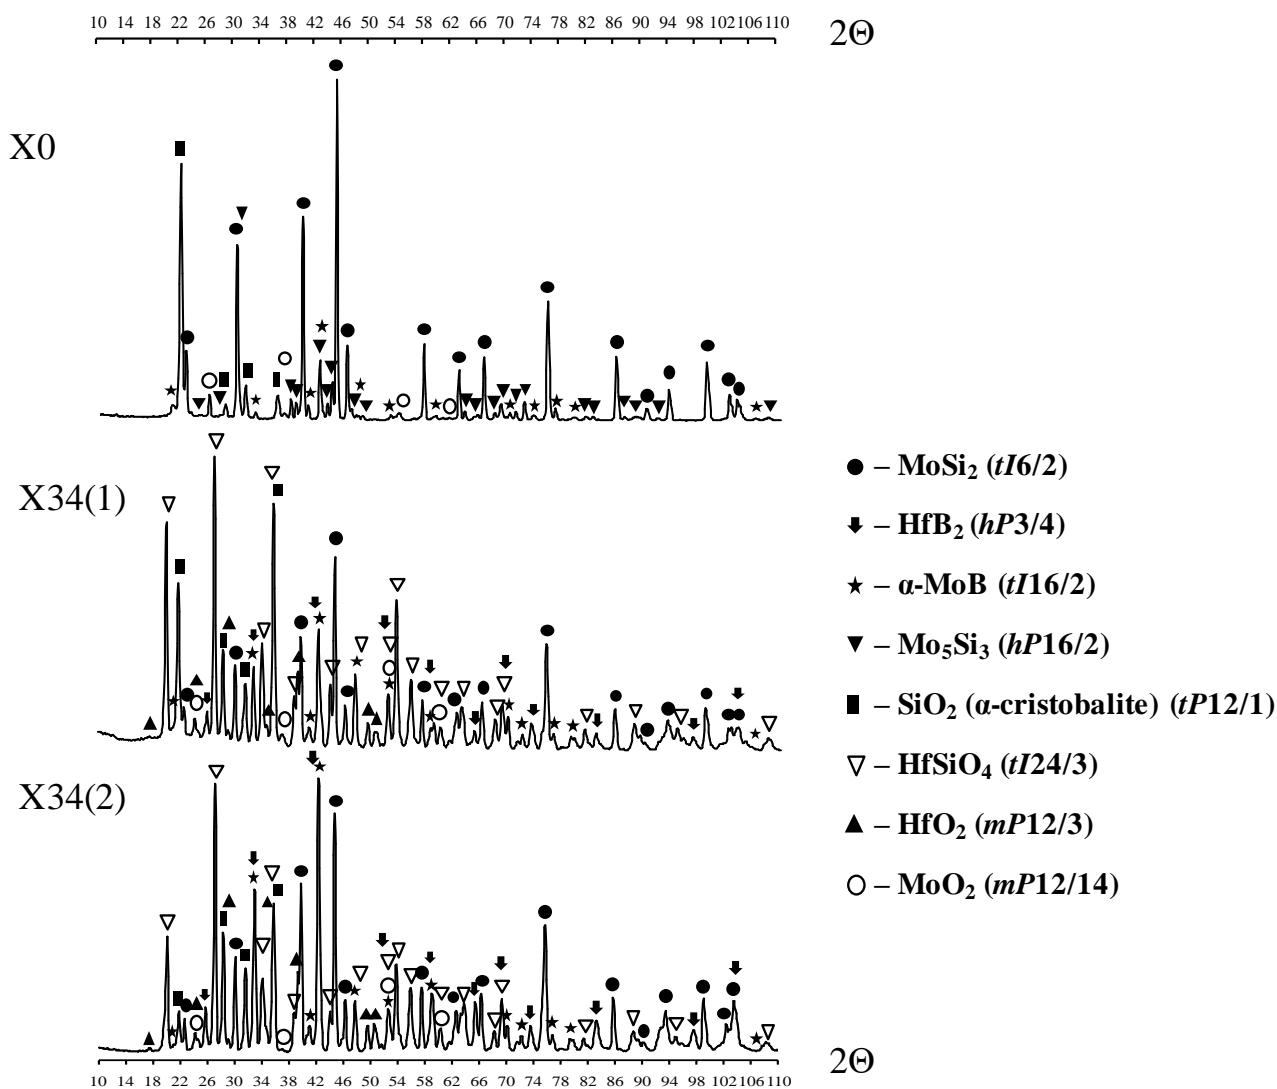 10 14 18 22 26 30 34 38 42 46 50 54 58 62 66 70 74 78 82 86 90 94 98 102 106 110
2Θ
X0
X34(1)
– MoSi₂ (tI6/2)
– HfB₂ (hP3/4)
– α-MoB (tI16/2)
– Mo₅Si₃ (hP16/2)
– SiO₂ (α-cristobalite) (tP12/1)
– HfSiO₄ (tI24/3)
X34(2)
– HfO₂ (mP12/3)
– MoO₂ (mP12/14)
2Θ
10 14 18 22 26 30 34 38 42 46 50 54 58 62 66 70 74 78 82 86 90 94 98 102 106 110